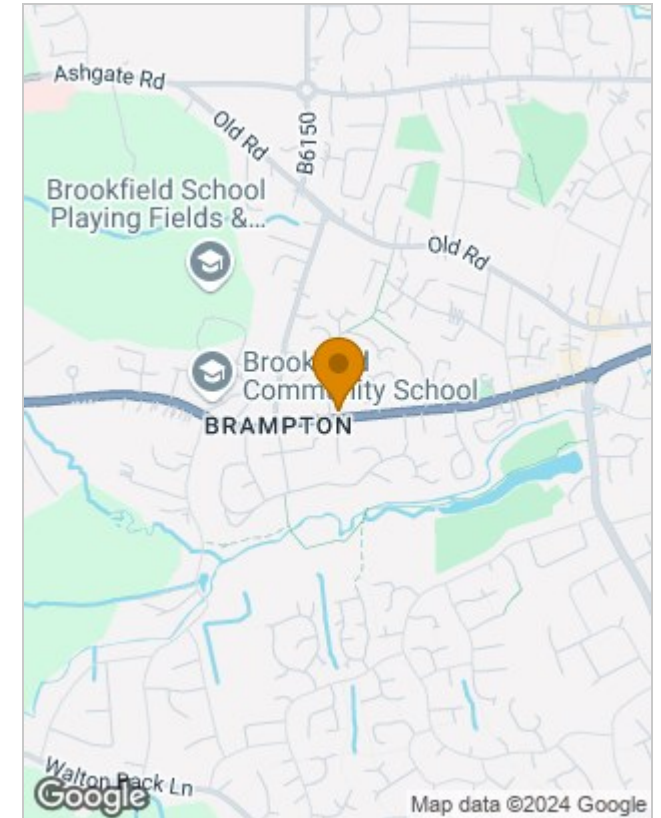 Ashgate Rd
Old Rd
B6150
Brookfield School
Playing Fields &...
Old Rd
Community School
BRAMPTON
Walton Back Ln
Google
Map data ©2024 Google